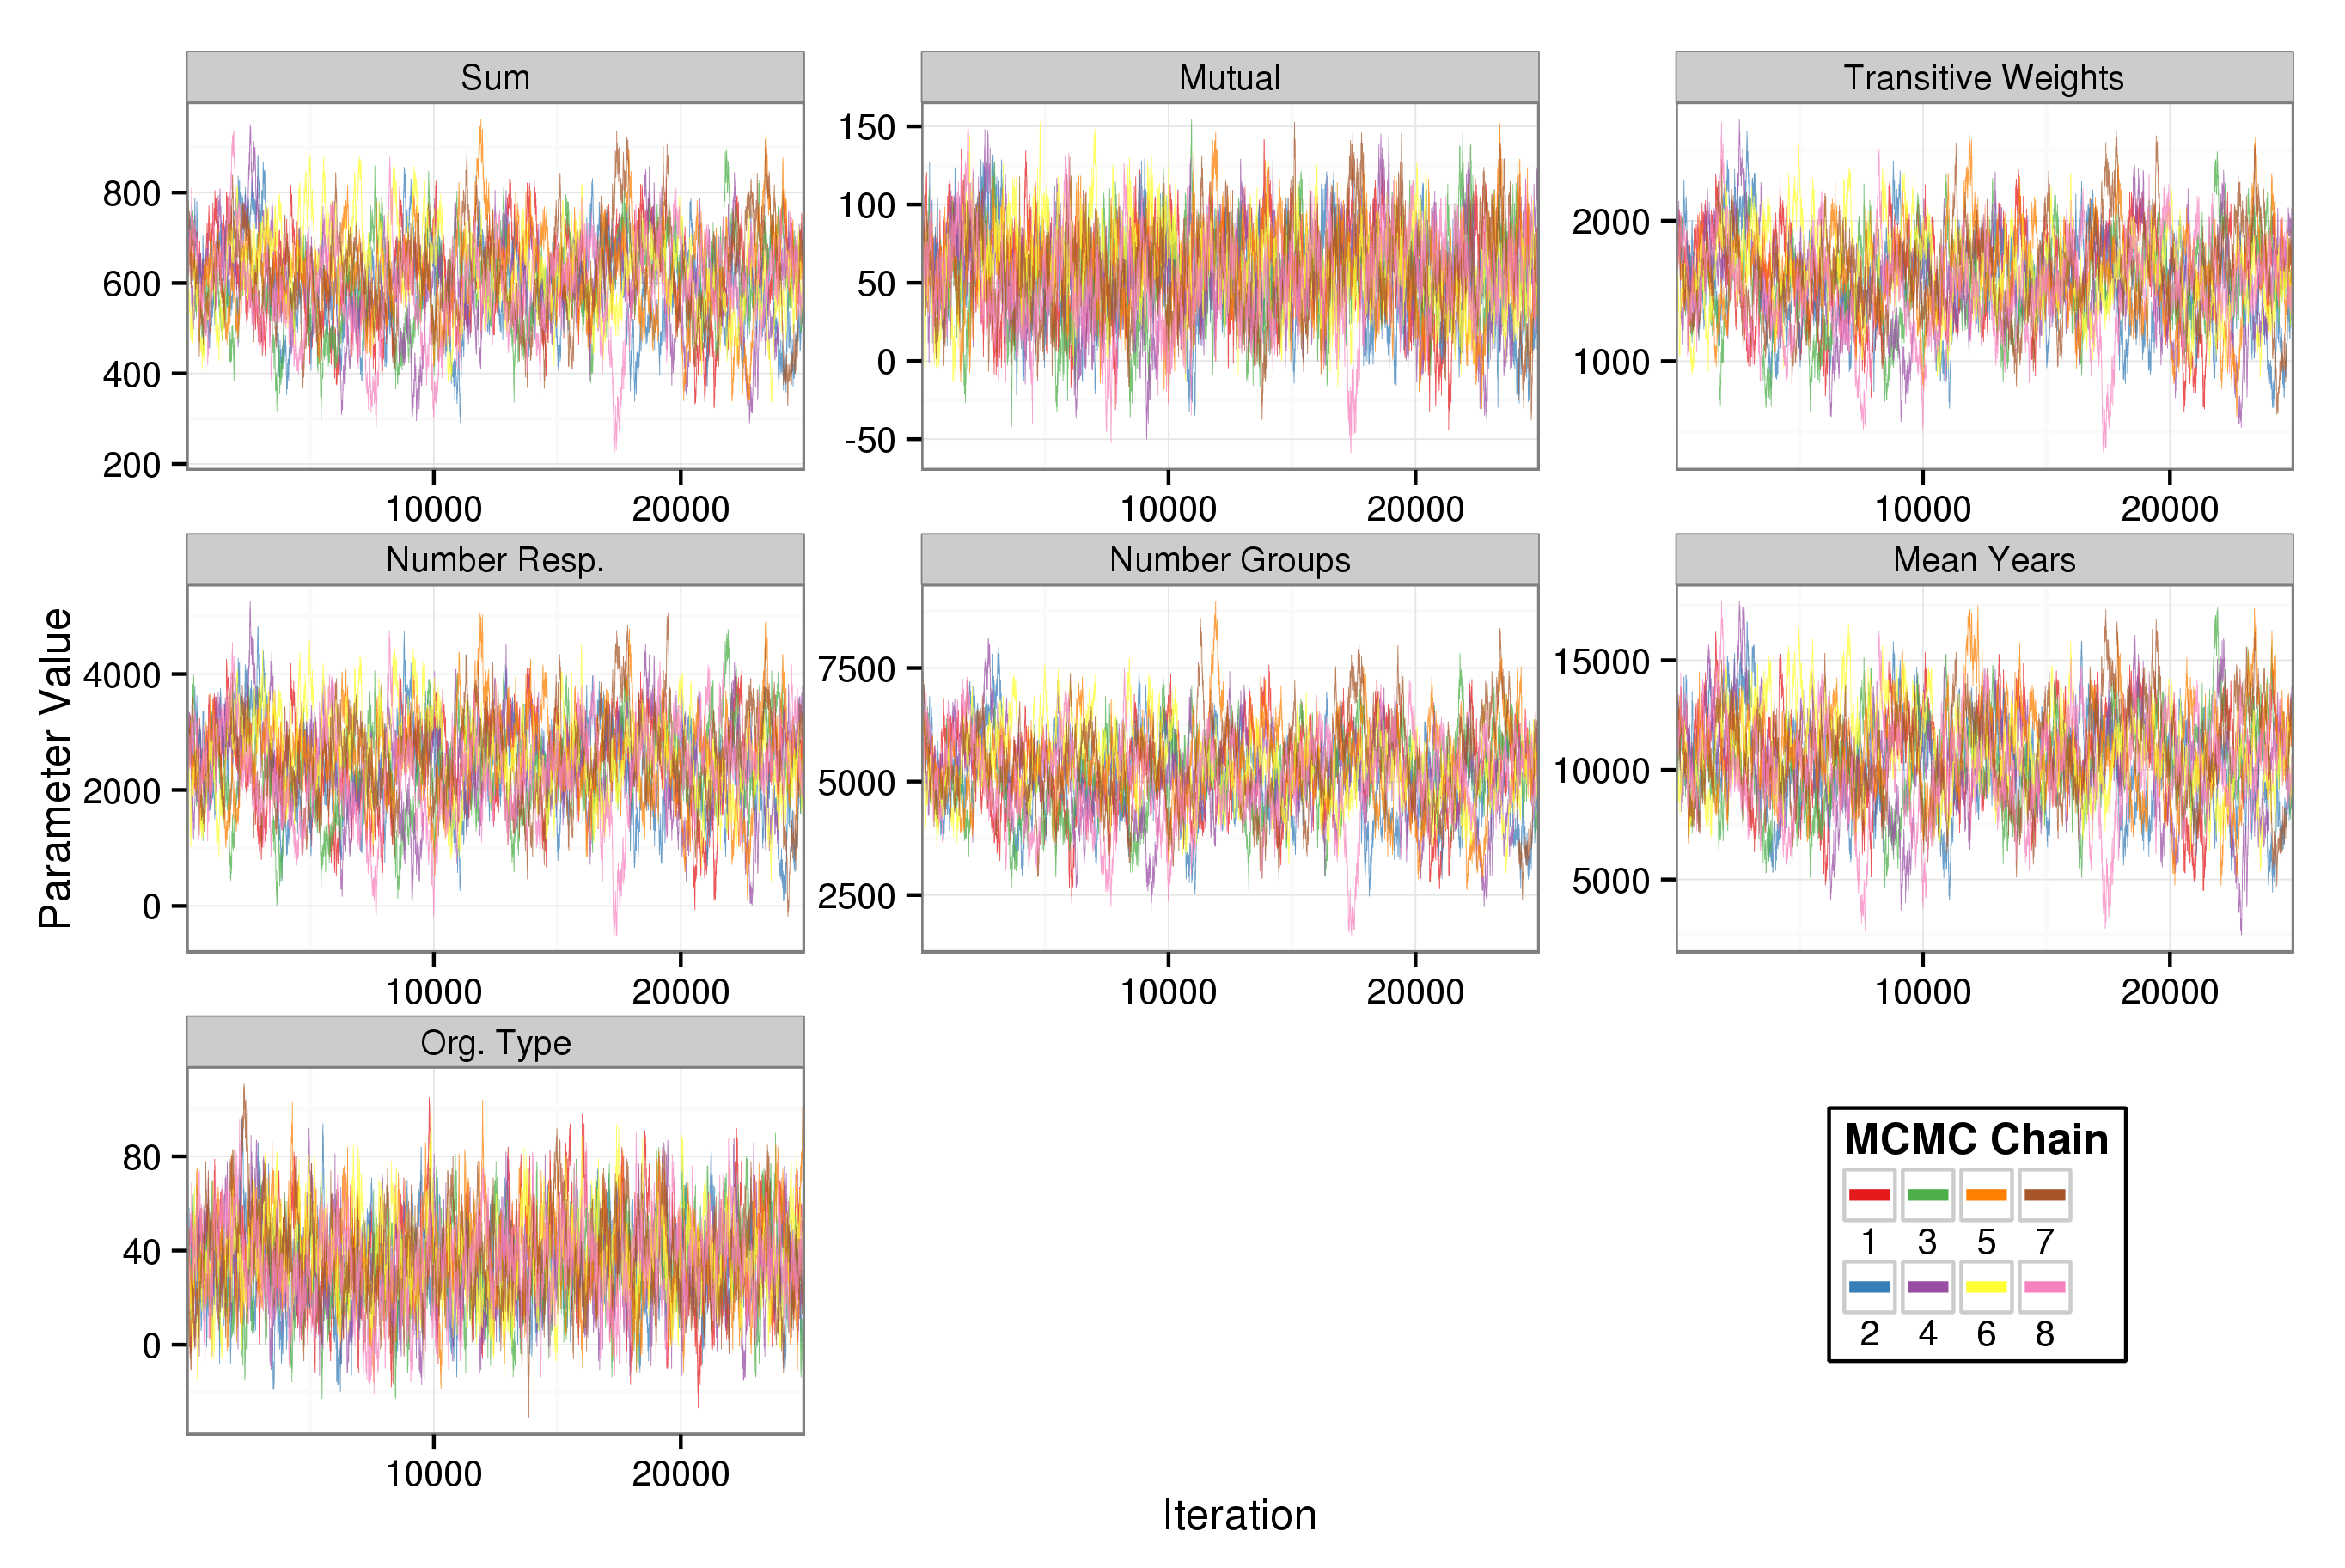 Sum
Mutual
Transitive Weights
800
600
400
200
150
100
50
0
-50
2000
1000
10000 20000
10000 20000
10000 20000
Number Resp.
Number Groups
Mean Years
Parameter Value
4000
2000
0
7500
5000
2500
15000
10000
5000
10000 20000
10000 20000
10000 20000
Org. Type
80
40
0
10000 20000
MCMC Chain
1 3 5 7
2 4 6 8
Iteration